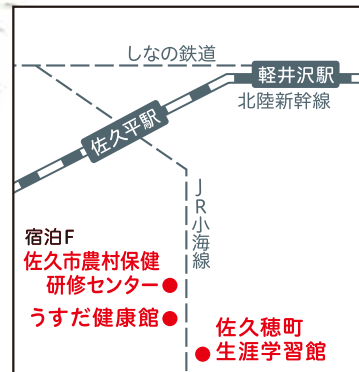 しなの鉄道
軽井沢駅
北陸新幹線
佐久平駅
JR小海線
宿泊F
佐久市農村保健
研修センター
うすだ健康館
佐久穂町
生涯学習館